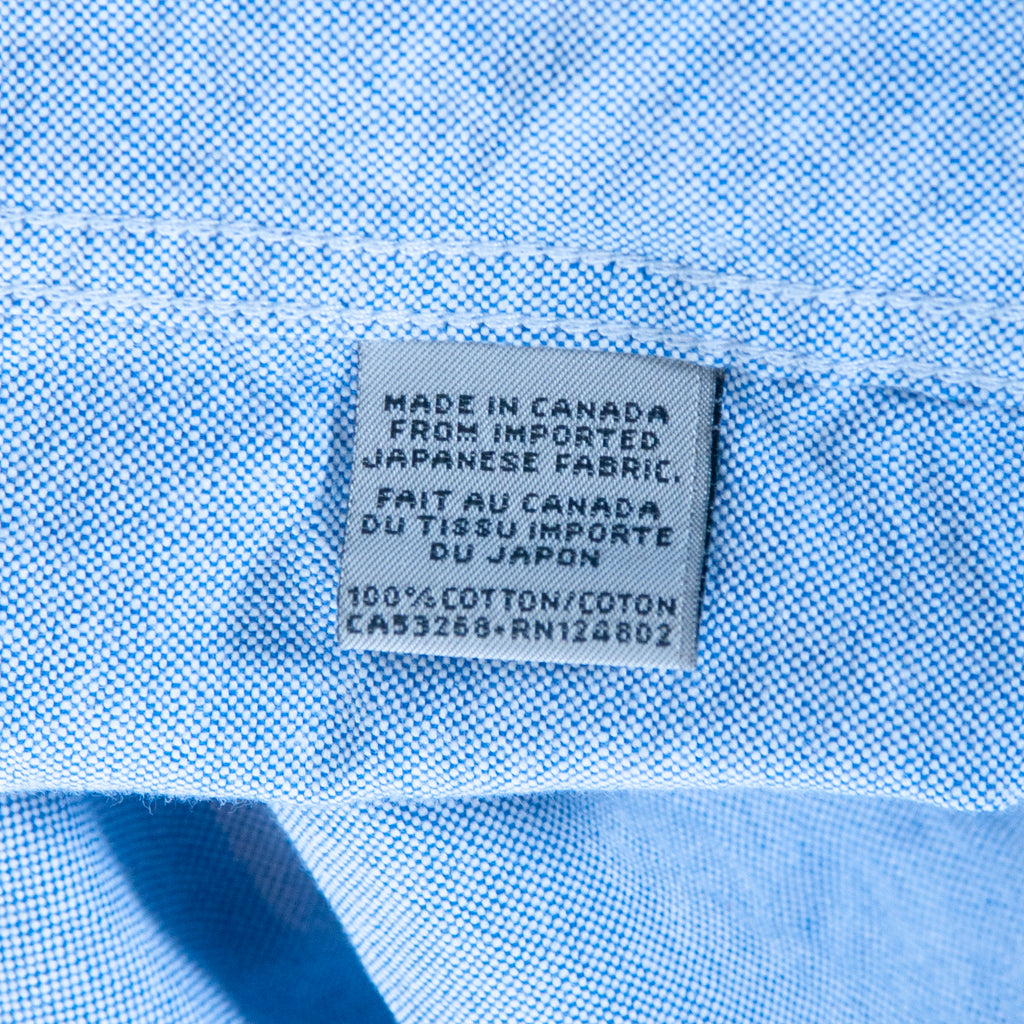 MADE IN CANADA
FROM IMPORTED
JAPANESE FABRIC.
FAIT AU CANADA
DU TISSU IMPORTE
DU JAPON
100% COTTON/COTON
CA53268•RN124802